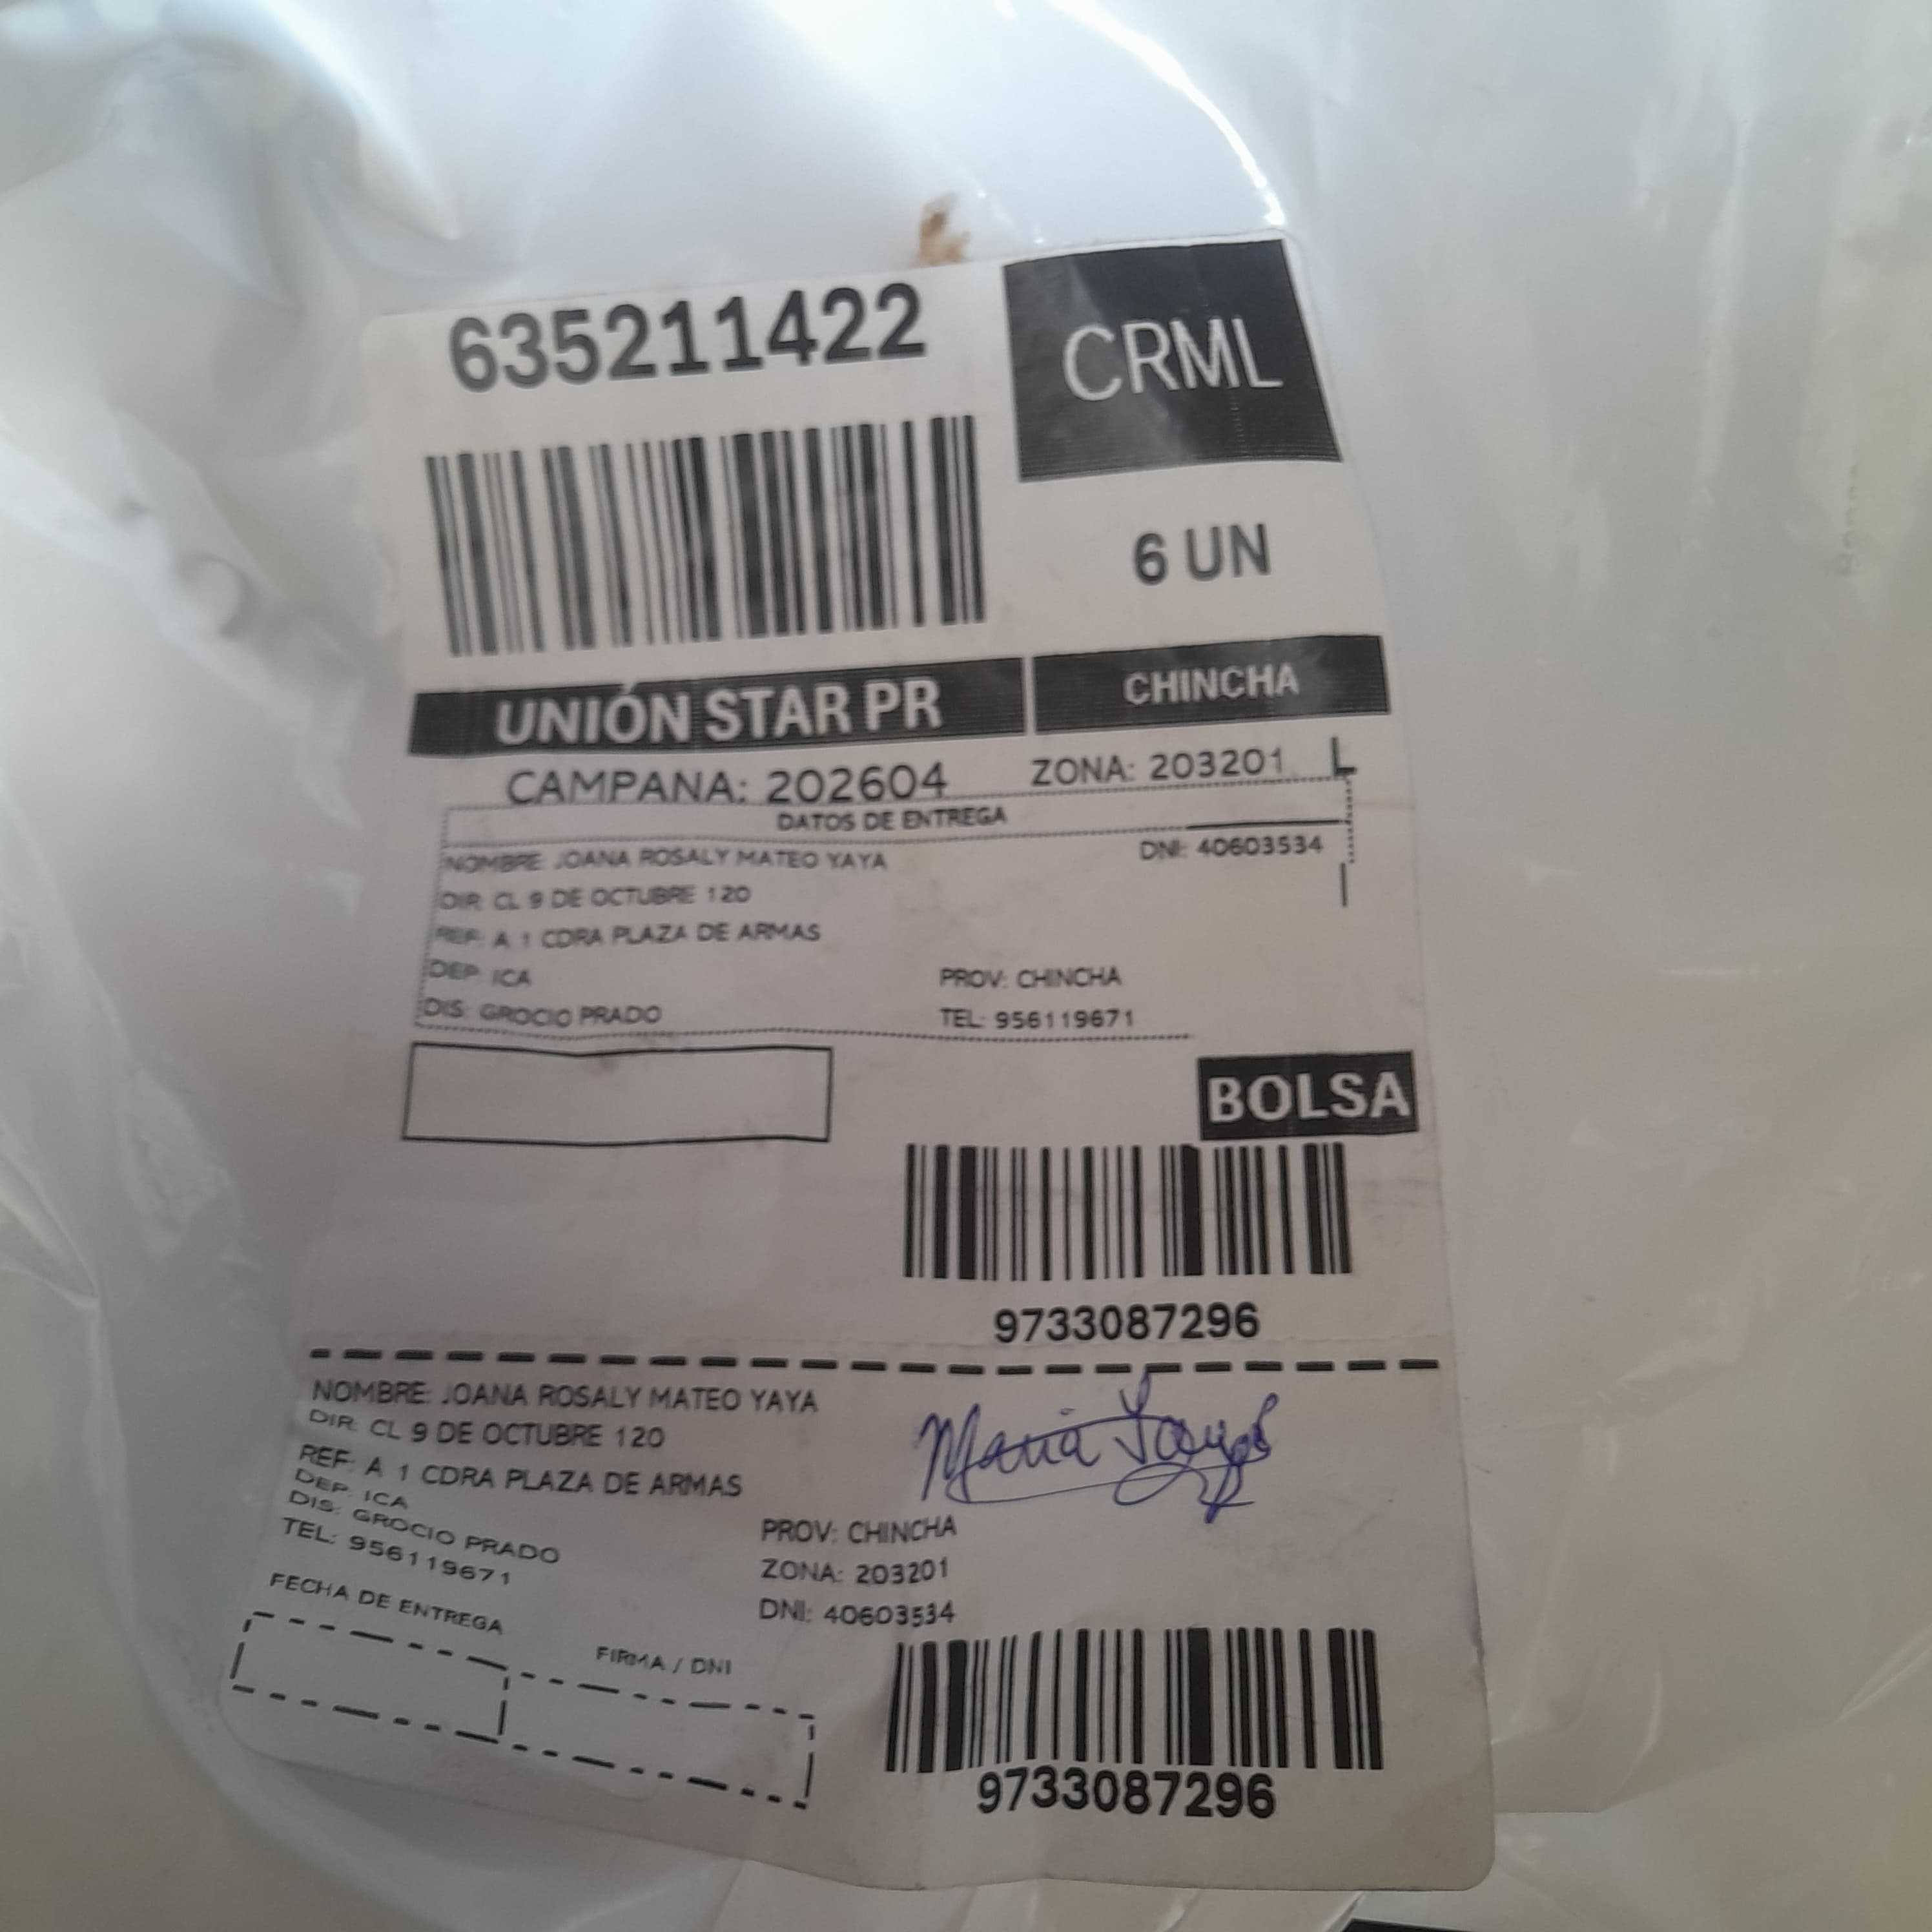 635211422
CRML
6 UN
UNIÓN STAR PR
CHINCHA
CAMPANA: 202604
ZONA: 203201 L
DATOS DE ENTREGA
NOMBRE: JOANA ROSALY MATEO YAYA DNI: 40603534
DIR: CL 9 DE OCTUBRE 120
REF: A 1 CDRA PLAZA DE ARMAS
DEP: ICA PROV: CHINCHA
DIS: GROCIO PRADO TEL: 956119671
BOLSA
9733087296
NOMBRE: JOANA ROSALY MATEO YAYA
DIR: CL 9 DE OCTUBRE 120
REF: A 1 CDRA PLAZA DE ARMAS
DEP: ICA
DIS: GROCIO PRADO
TEL: 956119671
Maria
PROV: CHINCHA
ZONA: 203201
DNI: 40603534
FECHA DE ENTREGA
FIRMA / DNI
9733087296